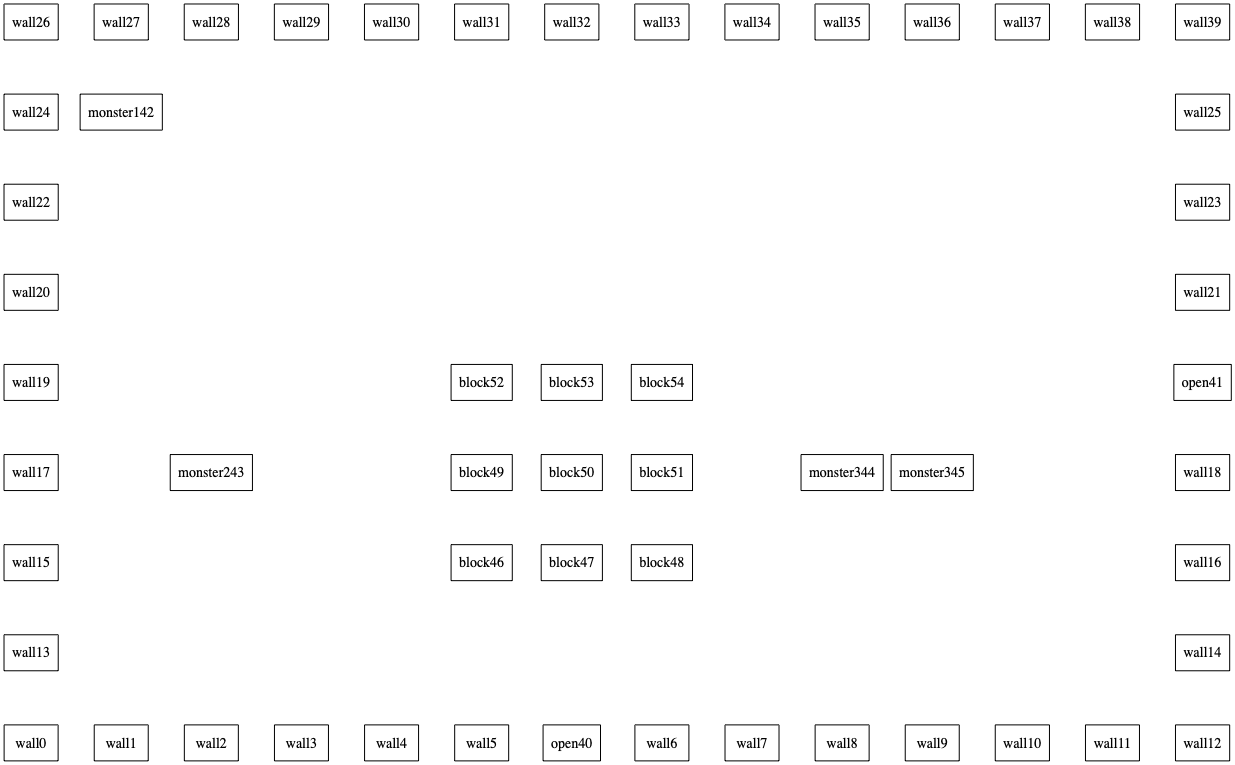 wall26 wall27 wall28 wall29 wall30 wall31 wall32 wall33 wall34 wall35 wall36 wall37 wall38 wall39
wall24 monster142 wall25
wall22 wall23
wall20 wall21
wall19 block52 block53 block54 open41
wall17 monster243 block49 block50 block51 monster344 monster345 wall18
wall15 block46 block47 block48 wall16
wall13 wall14
wall0 wall1 wall2 wall3 wall4 wall5 open40 wall6 wall7 wall8 wall9 wall10 wall11 wall12